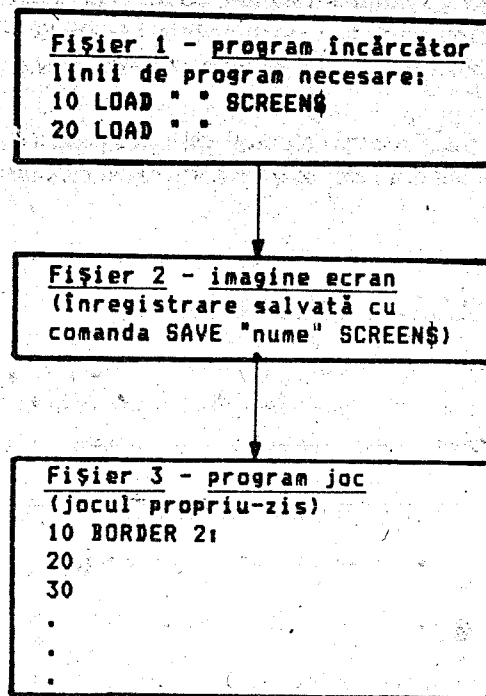 Fişier 1 - program încărcător
linii de program necesare:
10 LOAD " " SCREEN$
20 LOAD " "
Fişier 2 - imagine ecran
(înregistrare salvată cu
comanda SAVE "nume" SCREEN$)
Fişier 3 - program joc
(jocul propriu-zis)
10 BORDER 2:
20
30
.
.
.